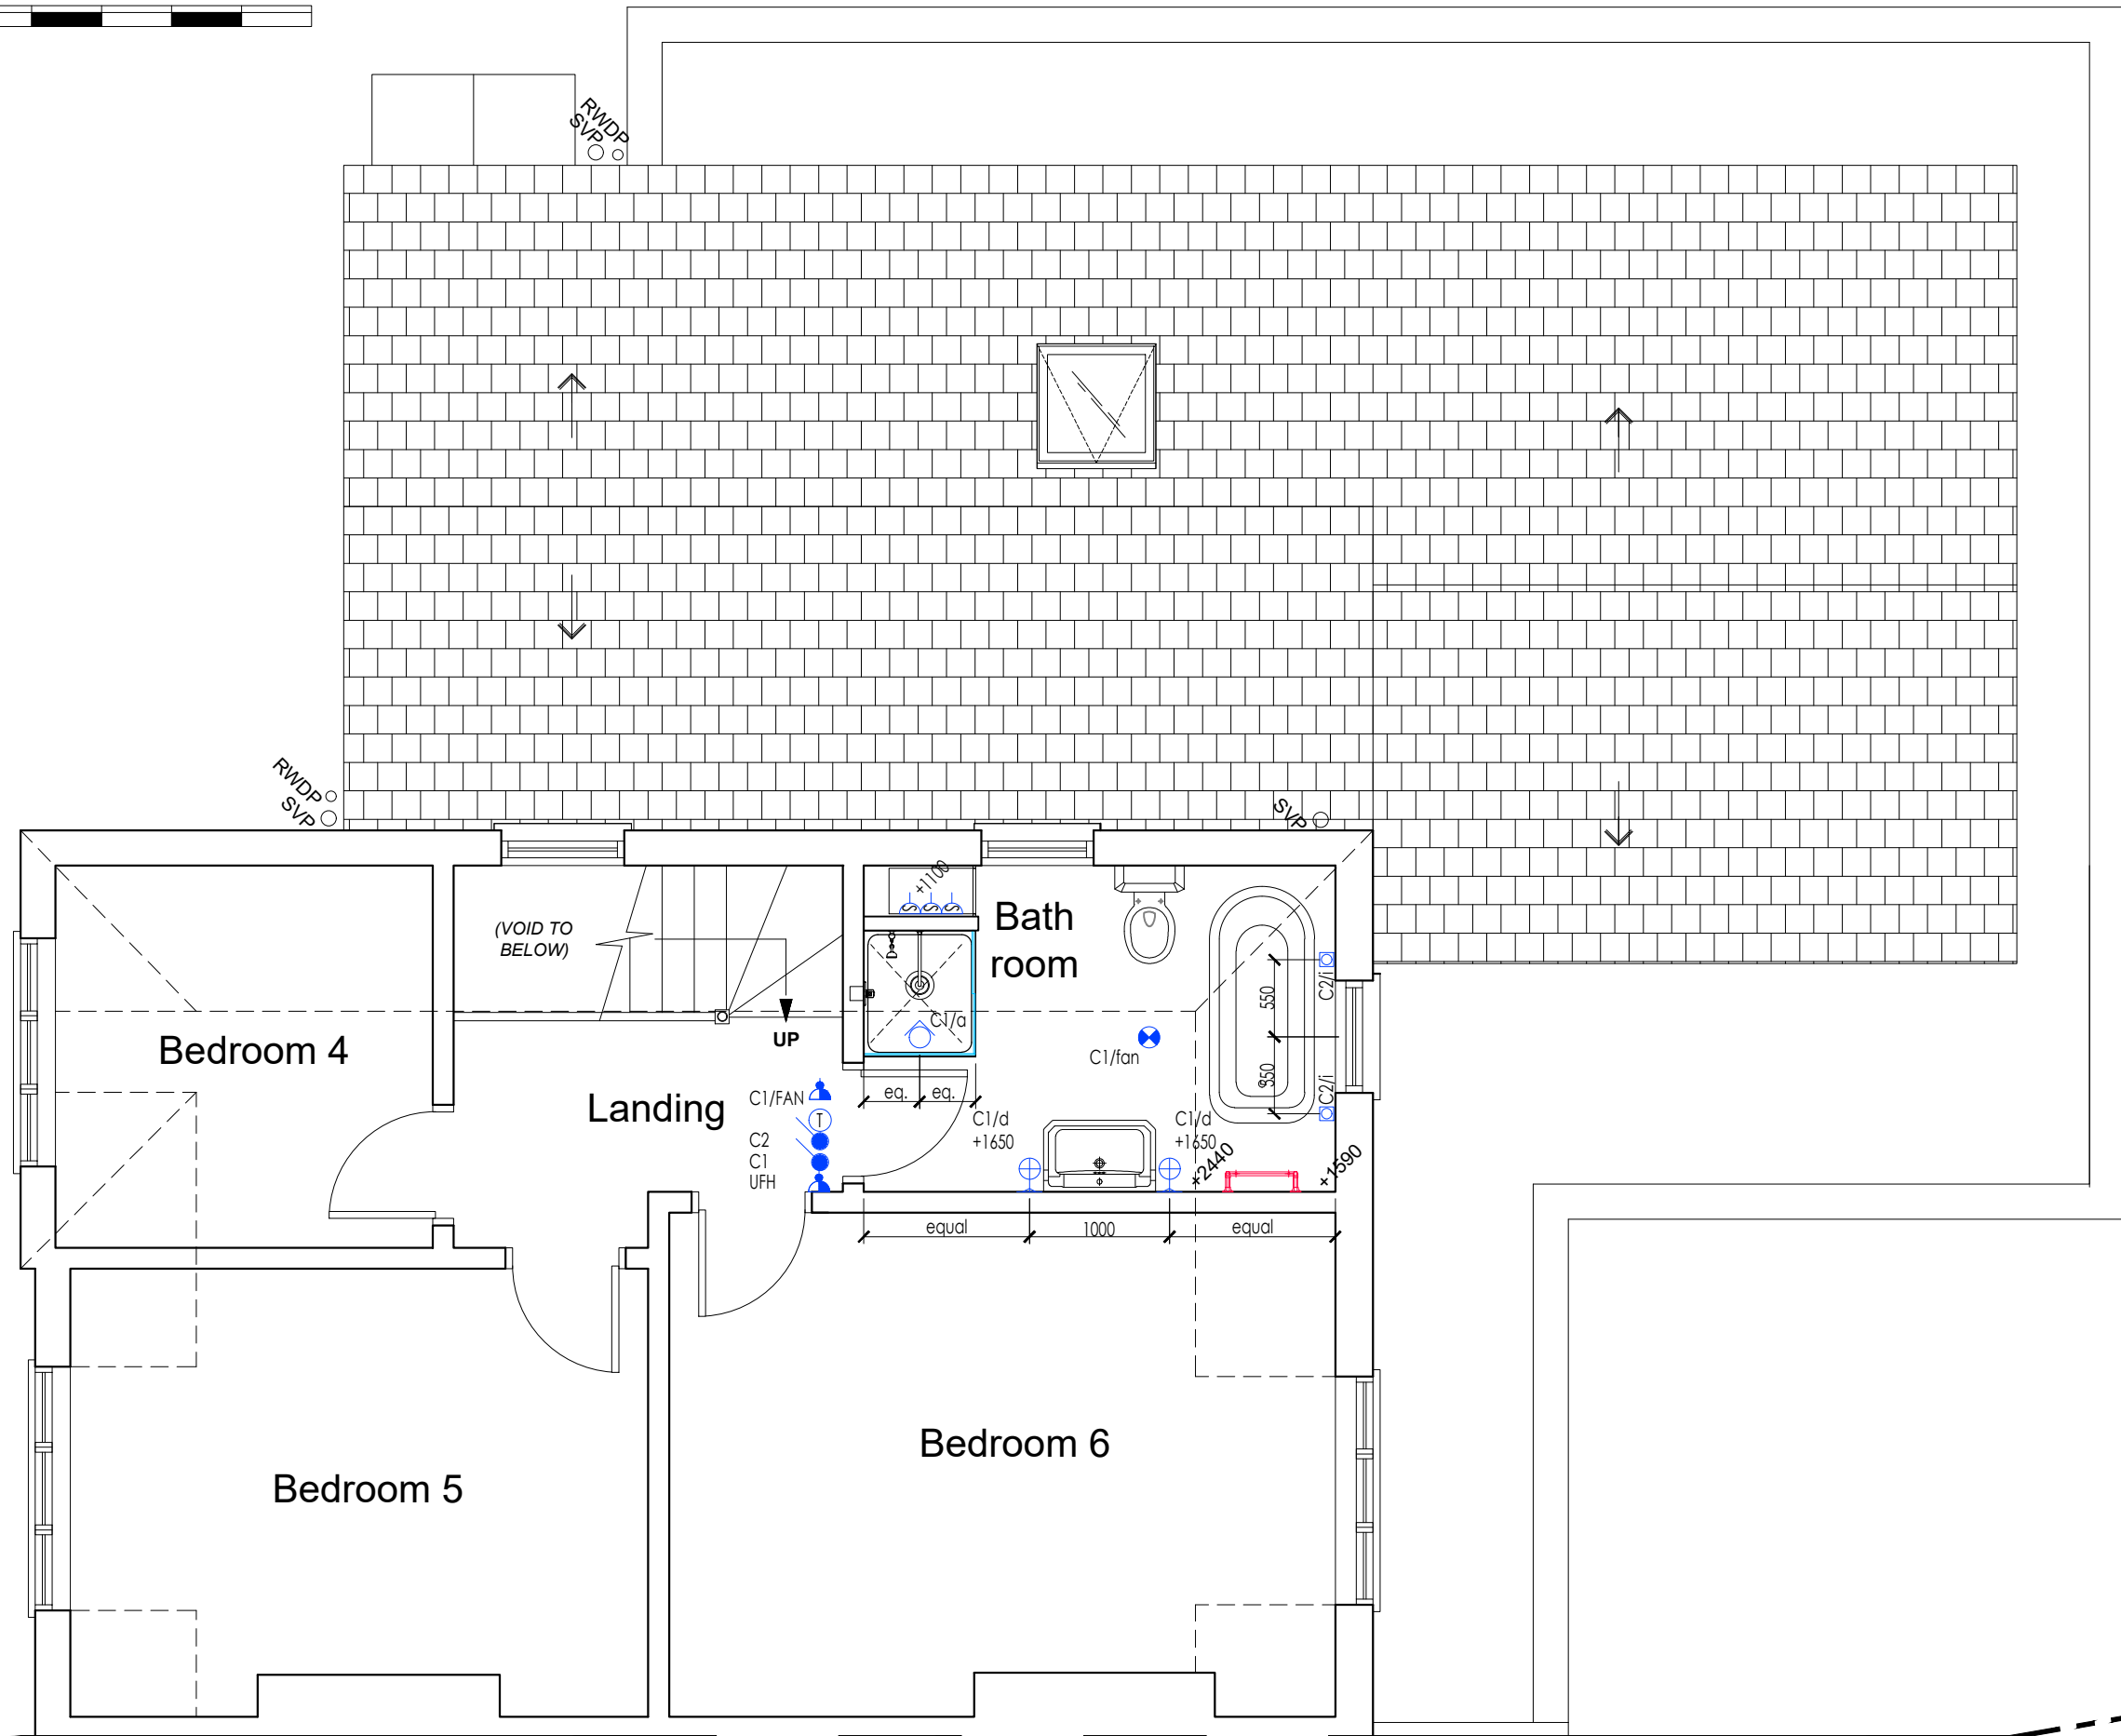 RWDP
SVP
RWDP
SVP
SVP
(VOID TO
BELOW)
+1100
Bath
room
C2/i
550
C1/a
UP
Bedroom 4
C1/fan
550
C2/i
Landing
C1/FAN
eq.
eq.
T
C2
C1
UFH
C1/d
+1650
C1/d
+1650
+2440
+1590
equal
1000
equal
Bedroom 6
Bedroom 5
S
S
S